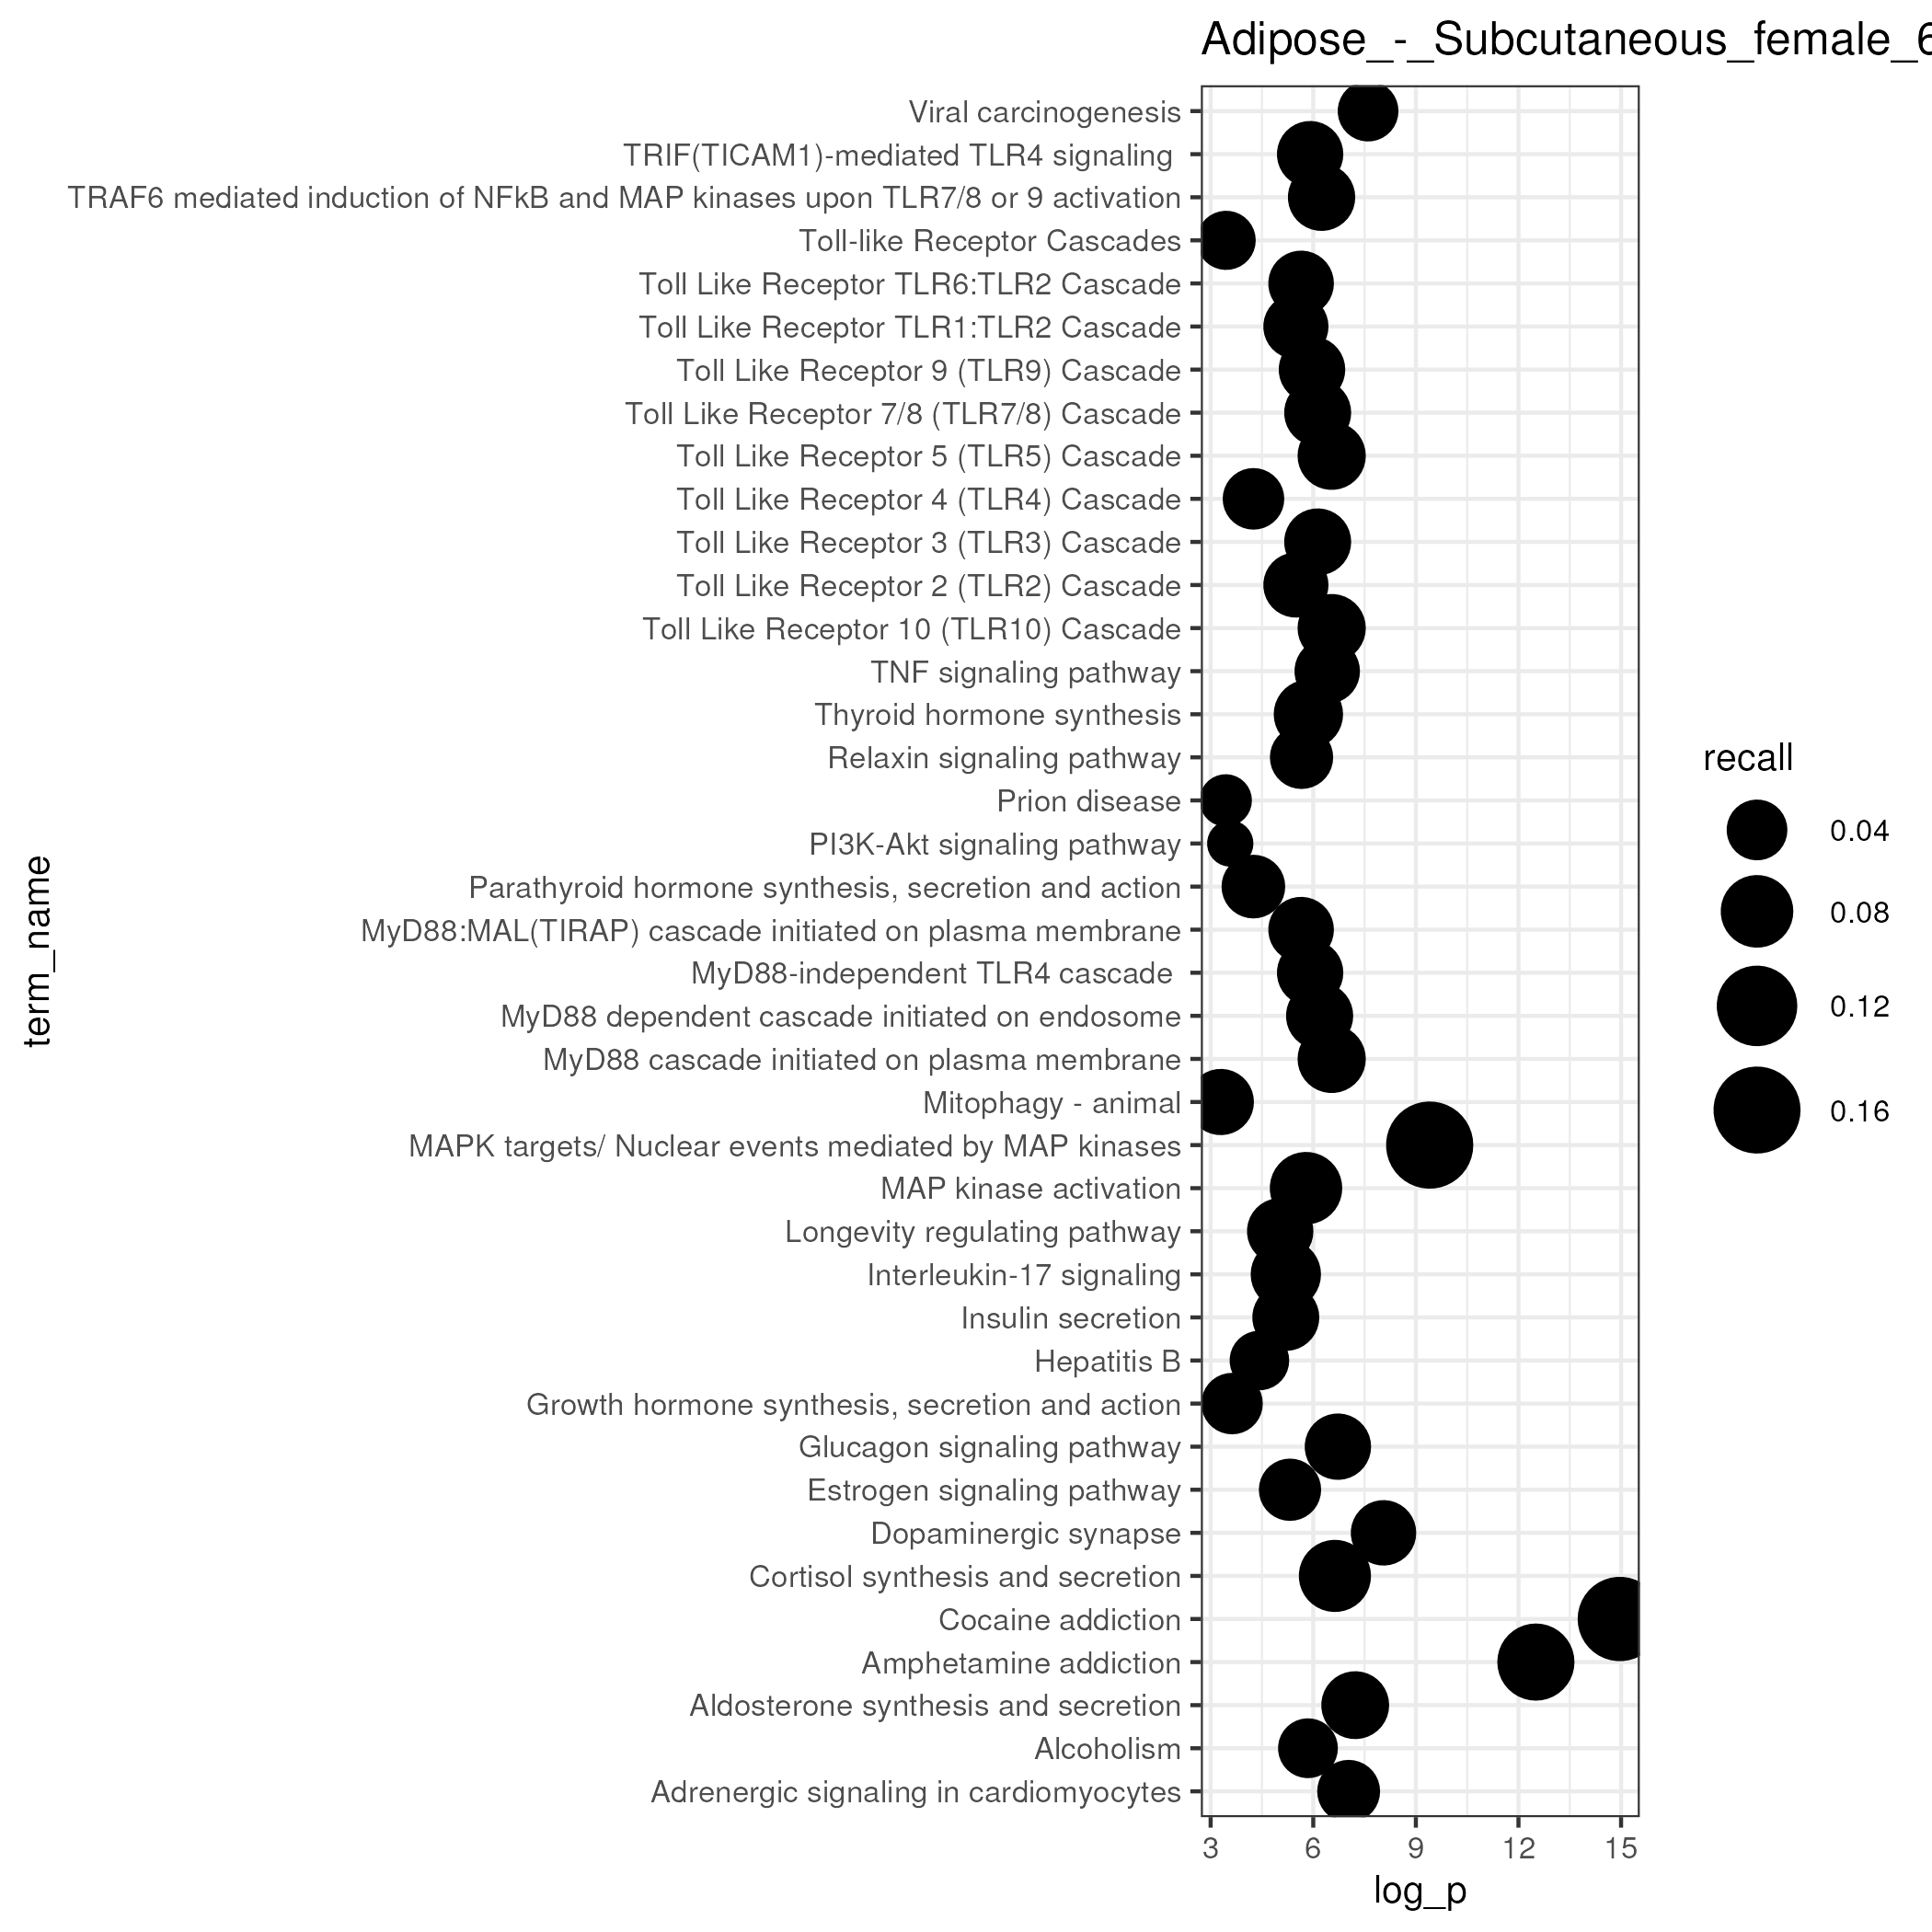 Adipose_-_Subcutaneous_female_6
Viral carcinogenesis
TRIF(TICAM1)-mediated TLR4 signaling
TRAF6 mediated induction of NFkB and MAP kinases upon TLR7/8 or 9 activation
Toll-like Receptor Cascades
Toll Like Receptor TLR6:TLR2 Cascade
Toll Like Receptor TLR1:TLR2 Cascade
Toll Like Receptor 9 (TLR9) Cascade
Toll Like Receptor 7/8 (TLR7/8) Cascade
Toll Like Receptor 5 (TLR5) Cascade
Toll Like Receptor 4 (TLR4) Cascade
Toll Like Receptor 3 (TLR3) Cascade
Toll Like Receptor 2 (TLR2) Cascade
Toll Like Receptor 10 (TLR10) Cascade
TNF signaling pathway
Thyroid hormone synthesis
Relaxin signaling pathway
Prion disease
PI3K-Akt signaling pathway
Parathyroid hormone synthesis, secretion and action
MyD88:MAL(TIRAP) cascade initiated on plasma membrane
MyD88-independent TLR4 cascade
MyD88 dependent cascade initiated on endosome
MyD88 cascade initiated on plasma membrane
Mitophagy - animal
MAPK targets/ Nuclear events mediated by MAP kinases
MAP kinase activation
Longevity regulating pathway
Interleukin-17 signaling
Insulin secretion
Hepatitis B
Growth hormone synthesis, secretion and action
Glucagon signaling pathway
Estrogen signaling pathway
Dopaminergic synapse
Cortisol synthesis and secretion
Cocaine addiction
Amphetamine addiction
Aldosterone synthesis and secretion
Alcoholism
Adrenergic signaling in cardiomyocytes
3 6 9 12 15
log_p
term_name
recall
0.04
0.08
0.12
0.16